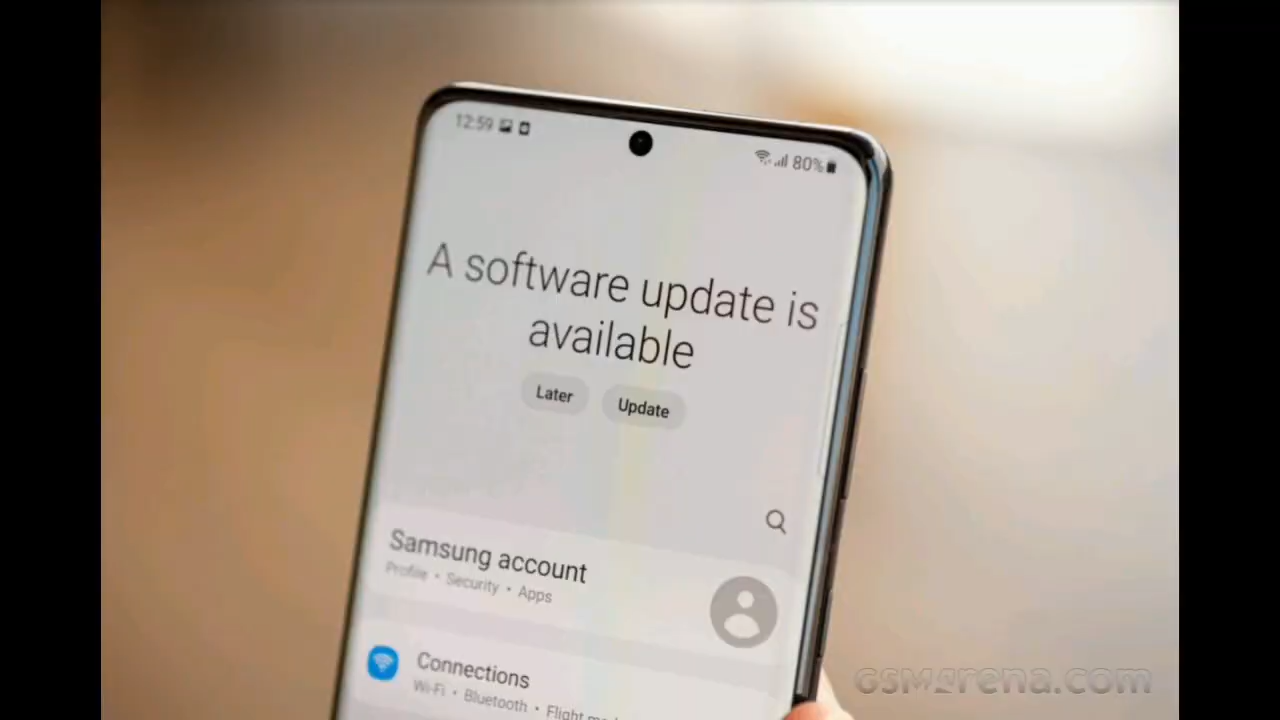 12:59
80%
A software update is
available
Later
Update
Samsung account
Profile • Security • Apps
Connections
Wi-Fi • Bluetooth • Flight
GSMArena.com